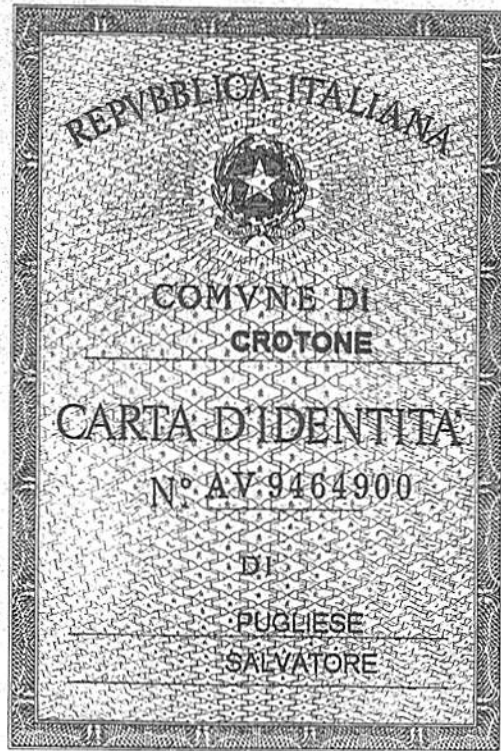 REPVBBLICA ITALIANA
COMVNE DI
CROTONE
CARTA D'IDENTITA'
N° AV 9464900
DI
PUGLIESE
SALVATORE